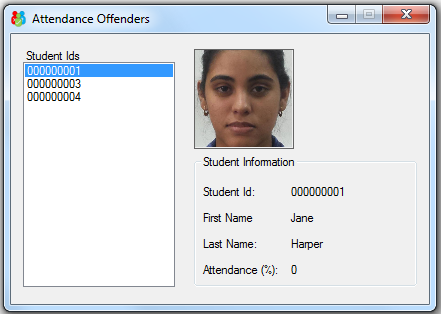 Attendance Offenders
Student Ids
000000001
000000003
000000004
Student Information
Student Id: 000000001
First Name Jane
Last Name: Harper
Attendance (%): 0